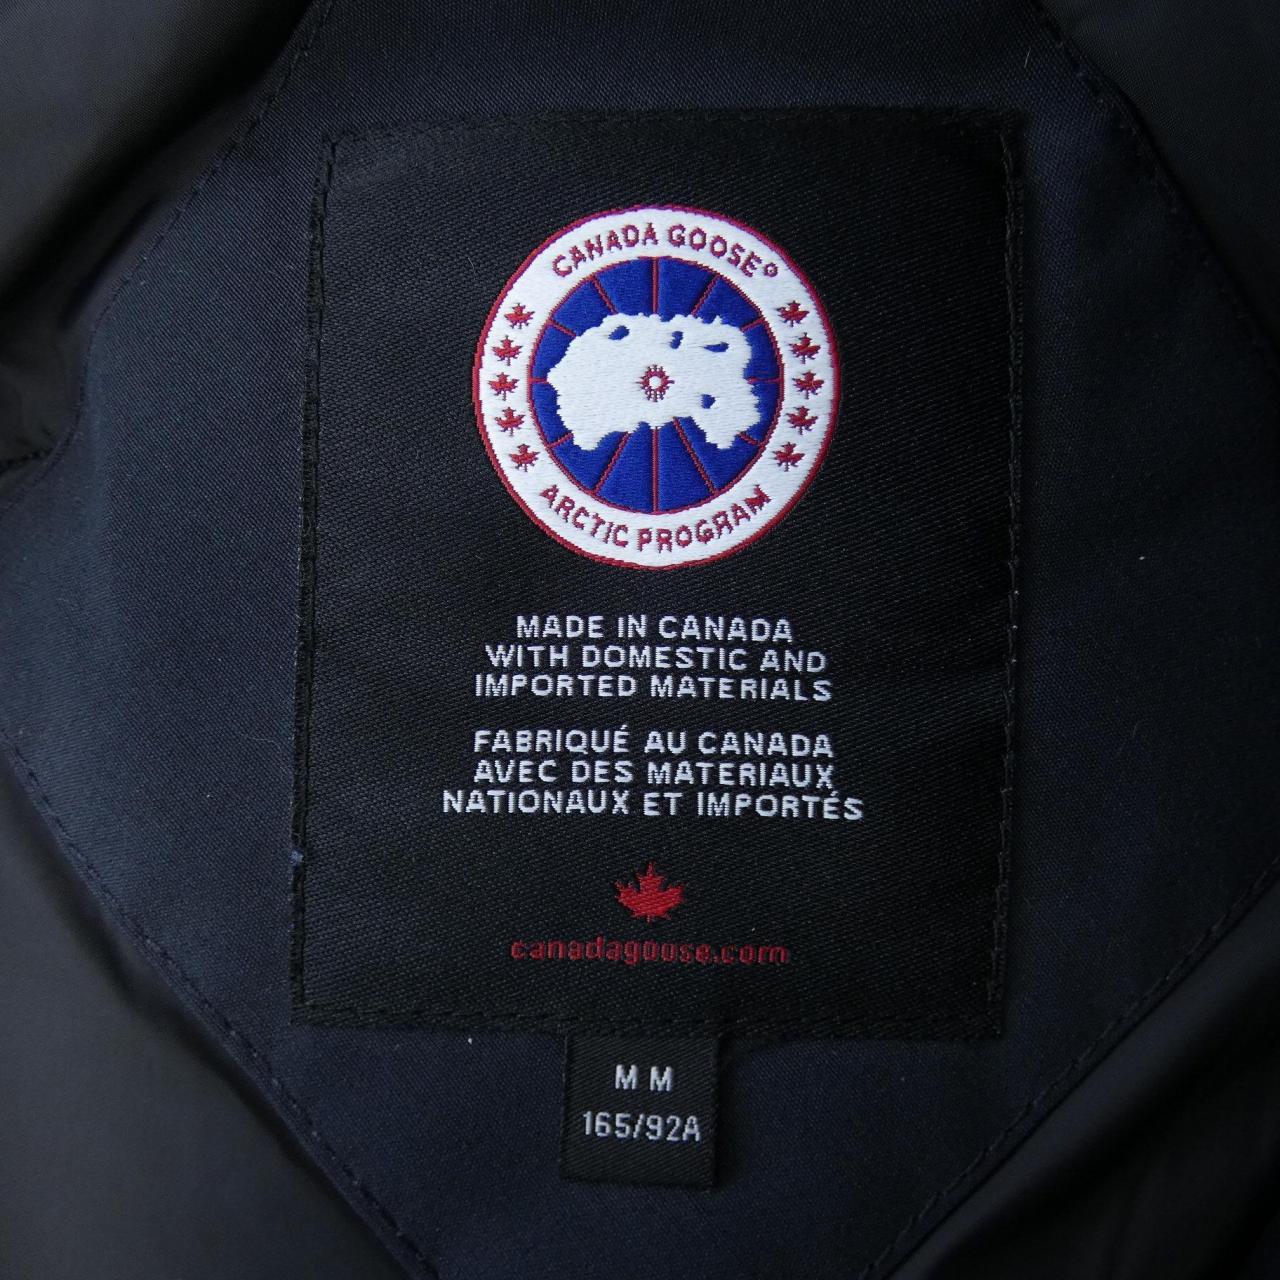 CANADA GOOSE®
ARCTIC PROGRAM
MADE IN CANADA
WITH DOMESTIC AND
IMPORTED MATERIALS
FABRIQUÉ AU CANADA
AVEC DES MATERIAUX
NATIONAUX ET IMPORTÉS
canadagoose.com
M M
165/92A